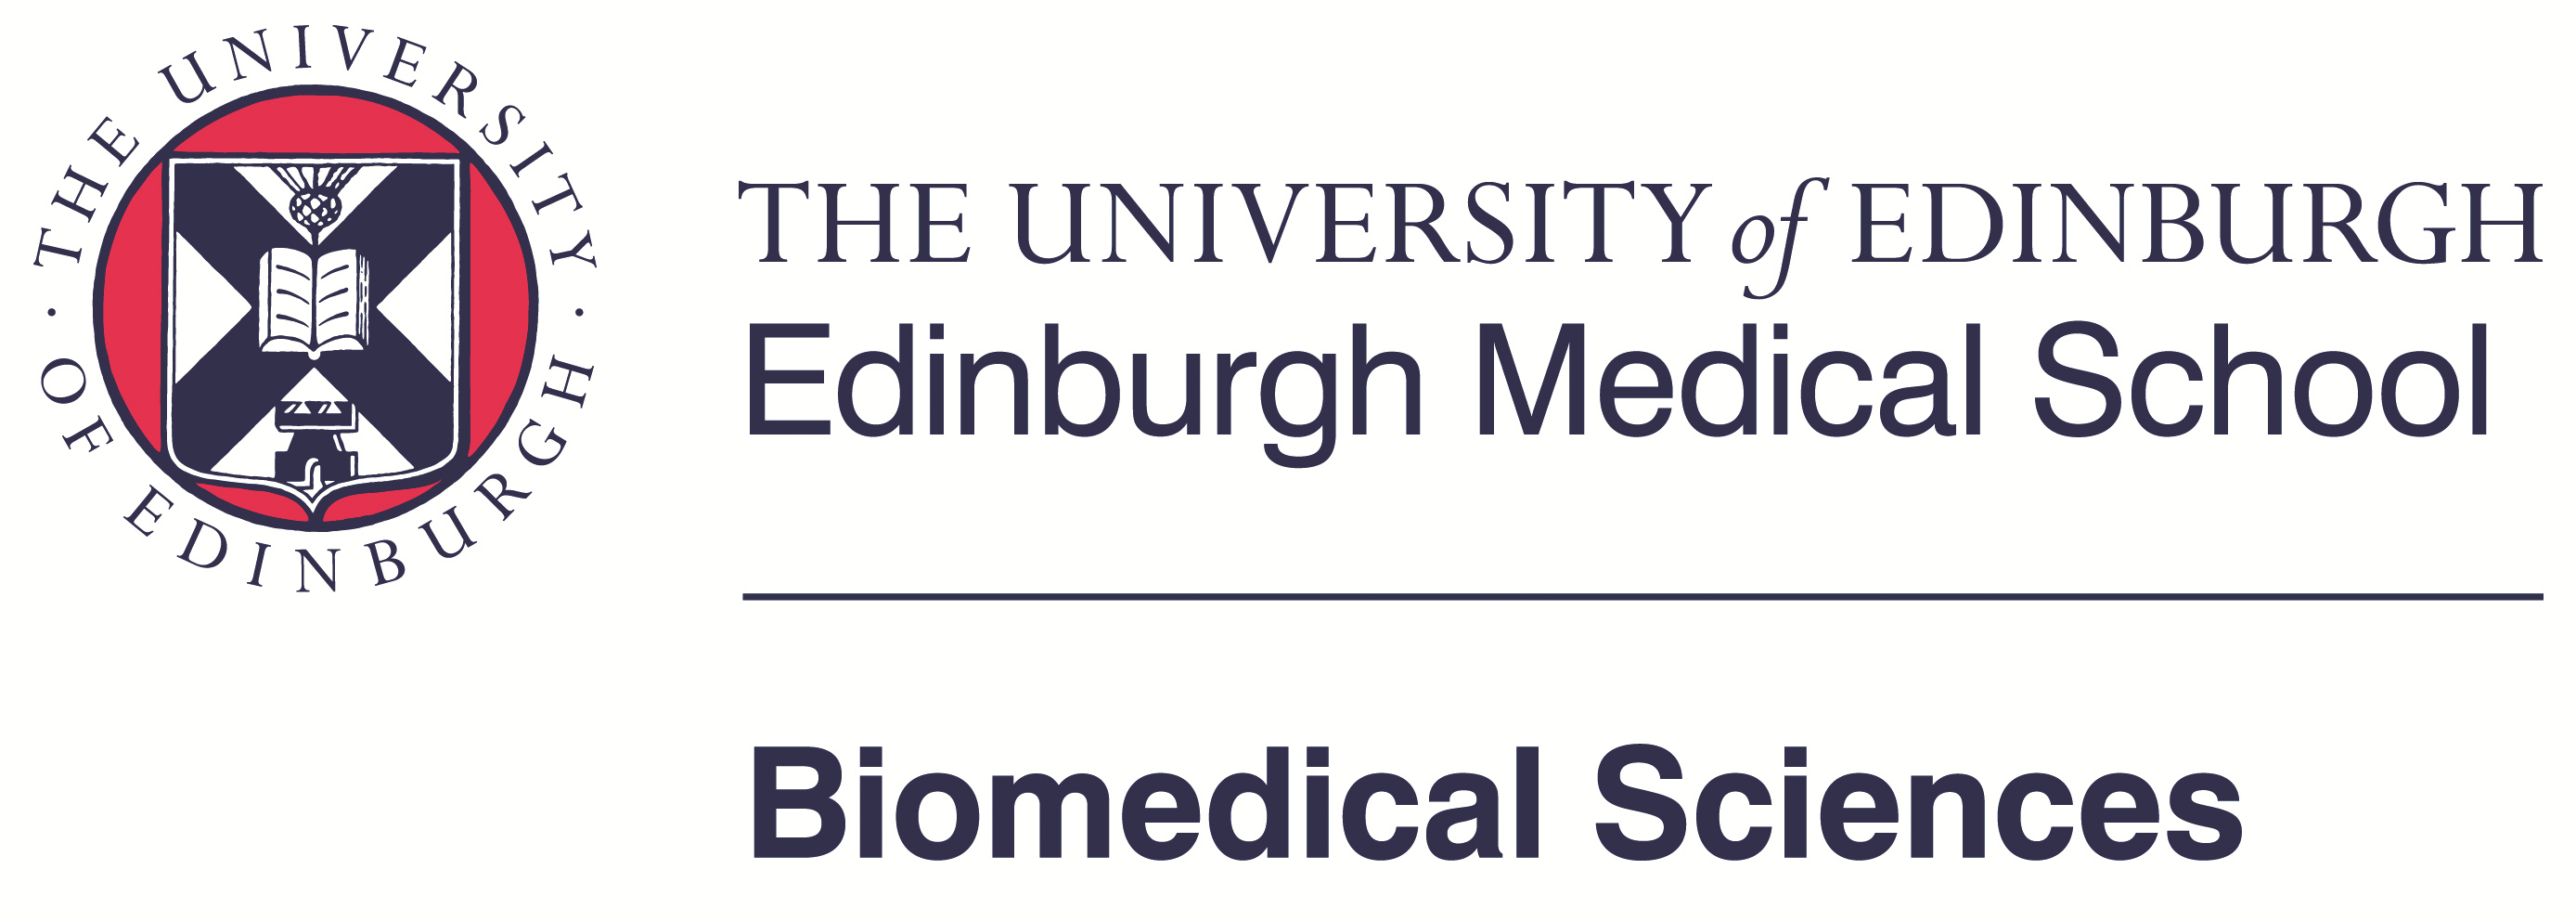 · THE UNIVERSITY ·
OF EDINBURGH
THE UNIVERSITY of EDINBURGH
Edinburgh Medical School
Biomedical Sciences